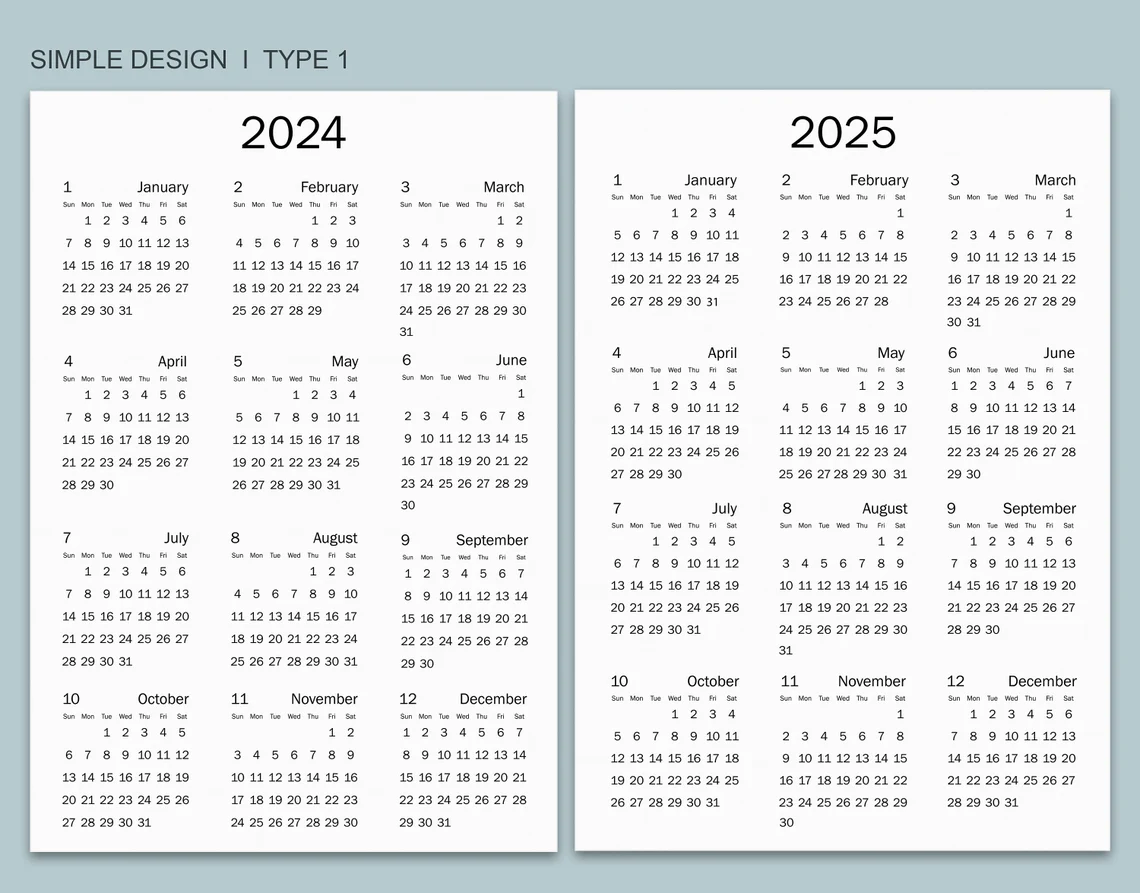 SIMPLE DESIGN I TYPE 1
2024
1 January
Sun Mon Tue Wed Thu Fri Sat
1 2 3 4 5 6
7 8 9 10 11 12 13
14 15 16 17 18 19 20
21 22 23 24 25 26 27
28 29 30 31
2 February
Sun Mon Tue Wed Thu Fri Sat
1 2 3
4 5 6 7 8 9 10
11 12 13 14 15 16 17
18 19 20 21 22 23 24
25 26 27 28 29
3 March
Sun Mon Tue Wed Thu Fri Sat
1 2
3 4 5 6 7 8 9
10 11 12 13 14 15 16
17 18 19 20 21 22 23
24 25 26 27 28 29 30
31
4 April
Sun Mon Tue Wed Thu Fri Sat
1 2 3 4 5 6
7 8 9 10 11 12 13
14 15 16 17 18 19 20
21 22 23 24 25 26 27
28 29 30
5 May
Sun Mon Tue Wed Thu Fri Sat
1 2 3 4
5 6 7 8 9 10 11
12 13 14 15 16 17 18
19 20 21 22 23 24 25
26 27 28 29 30 31
6 June
Sun Mon Tue Wed Thu Fri Sat
1
2 3 4 5 6 7 8
9 10 11 12 13 14 15
16 17 18 19 20 21 22
23 24 25 26 27 28 29
30
7 July
Sun Mon Tue Wed Thu Fri Sat
1 2 3 4 5 6
7 8 9 10 11 12 13
14 15 16 17 18 19 20
21 22 23 24 25 26 27
28 29 30 31
8 August
Sun Mon Tue Wed Thu Fri Sat
1 2 3
4 5 6 7 8 9 10
11 12 13 14 15 16 17
18 19 20 21 22 23 24
25 26 27 28 29 30 31
9 September
Sun Mon Tue Wed Thu Fri Sat
1 2 3 4 5 6 7
8 9 10 11 12 13 14
15 16 17 18 19 20 21
22 23 24 25 26 27 28
29 30
10 October
Sun Mon Tue Wed Thu Fri Sat
1 2 3 4 5
6 7 8 9 10 11 12
13 14 15 16 17 18 19
20 21 22 23 24 25 26
27 28 29 30 31
11 November
Sun Mon Tue Wed Thu Fri Sat
1 2
3 4 5 6 7 8 9
10 11 12 13 14 15 16
17 18 19 20 21 22 23
24 25 26 27 28 29 30
12 December
Sun Mon Tue Wed Thu Fri Sat
1 2 3 4 5 6 7
8 9 10 11 12 13 14
15 16 17 18 19 20 21
22 23 24 25 26 27 28
29 30 31
2025
1 January
Sun Mon Tue Wed Thu Fri Sat
1 2 3 4
5 6 7 8 9 10 11
12 13 14 15 16 17 18
19 20 21 22 23 24 25
26 27 28 29 30 31
2 February
Sun Mon Tue Wed Thu Fri Sat
1
2 3 4 5 6 7 8
9 10 11 12 13 14 15
16 17 18 19 20 21 22
23 24 25 26 27 28
3 March
Sun Mon Tue Wed Thu Fri Sat
1
2 3 4 5 6 7 8
9 10 11 12 13 14 15
16 17 18 19 20 21 22
23 24 25 26 27 28 29
30 31
4 April
Sun Mon Tue Wed Thu Fri Sat
1 2 3 4 5
6 7 8 9 10 11 12
13 14 15 16 17 18 19
20 21 22 23 24 25 26
27 28 29 30
5 May
Sun Mon Tue Wed Thu Fri Sat
1 2 3
4 5 6 7 8 9 10
11 12 13 14 15 16 17
18 19 20 21 22 23 24
25 26 27 28 29 30 31
6 June
Sun Mon Tue Wed Thu Fri Sat
1 2 3 4 5 6 7
8 9 10 11 12 13 14
15 16 17 18 19 20 21
22 23 24 25 26 27 28
29 30
7 July
Sun Mon Tue Wed Thu Fri Sat
1 2 3 4 5
6 7 8 9 10 11 12
13 14 15 16 17 18 19
20 21 22 23 24 25 26
27 28 29 30 31
8 August
Sun Mon Tue Wed Thu Fri Sat
1 2
3 4 5 6 7 8 9
10 11 12 13 14 15 16
17 18 19 20 21 22 23
24 25 26 27 28 29 30
31
9 September
Sun Mon Tue Wed Thu Fri Sat
1 2 3 4 5 6
7 8 9 10 11 12 13
14 15 16 17 18 19 20
21 22 23 24 25 26 27
28 29 30
10 October
Sun Mon Tue Wed Thu Fri Sat
1 2 3 4
5 6 7 8 9 10 11
12 13 14 15 16 17 18
19 20 21 22 23 24 25
26 27 28 29 30 31
11 November
Sun Mon Tue Wed Thu Fri Sat
1
2 3 4 5 6 7 8
9 10 11 12 13 14 15
16 17 18 19 20 21 22
23 24 25 26 27 28 29
30
12 December
Sun Mon Tue Wed Thu Fri Sat
1 2 3 4 5 6
7 8 9 10 11 12 13
14 15 16 17 18 19 20
21 22 23 24 25 26 27
28 29 30 31